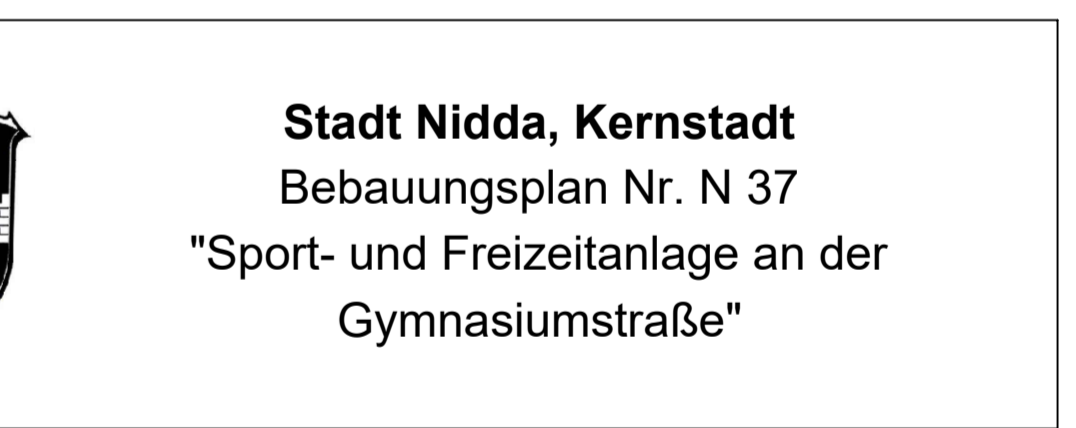 Stadt Nidda, Kernstadt
Bebauungsplan Nr. N 37
"Sport- und Freizeitanlage an der
Gymnasiumstraße"